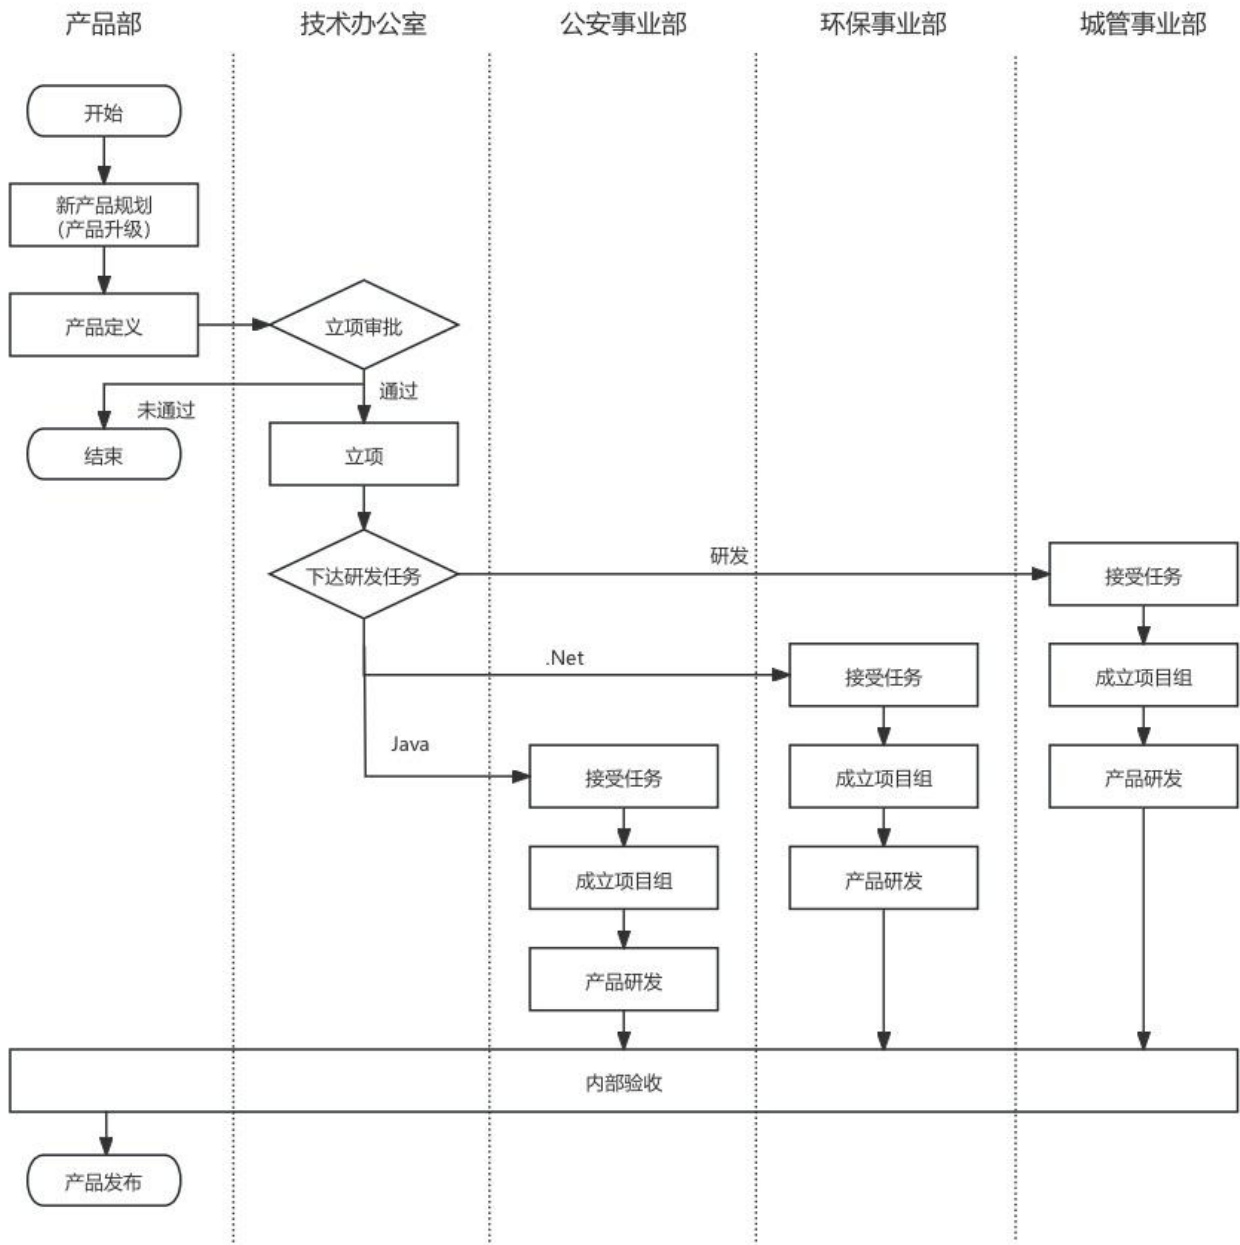 产品部
技术办公室
公安事业部
环保事业部
城管事业部
开始
新产品规划
（产品升级）
产品定义
立项审批
通过
未通过
结束
立项
下达研发任务
研发
接受任务
.Net
接受任务
成立项目组
Java
接受任务
成立项目组
产品研发
成立项目组
产品研发
产品研发
内部验收
产品发布